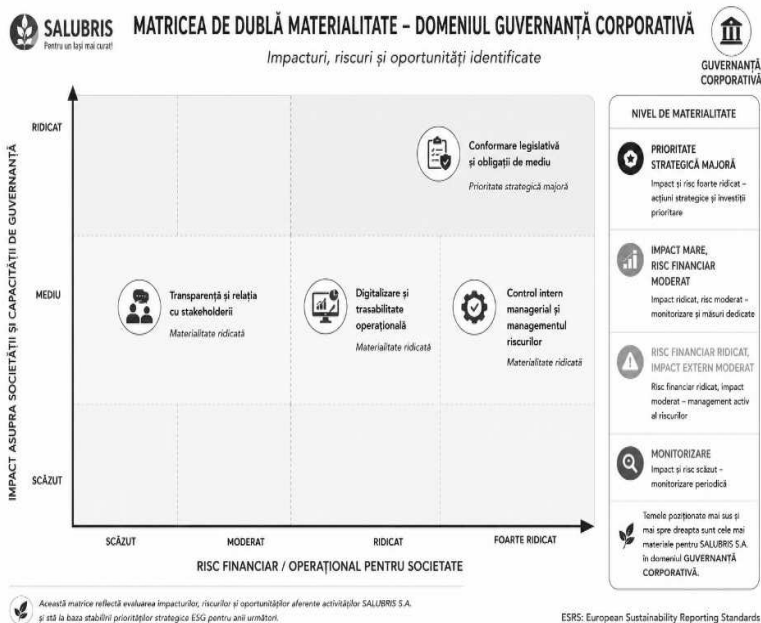 SALUBRIS
Pentru un Iași mai curat!
MATRICEA DE DUBLĂ MATERIALITATE – DOMENIUL GUVERNANȚĂ CORPORATIVĂ
Impacturi, riscuri și oportunități identificate
GUVERNANȚĂ
CORPORATIVĂ
IMPACT ASUPRA SOCIETĂȚII ȘI CAPACITĂȚII DE GUVERNANȚĂ
RIDICAT
MEDIU
SCĂZUT
Conformare legislativă
și obligații de mediu
Prioritate strategică majoră
Transparență și relația
cu stakeholderii
Materialitate ridicată
Digitalizare și
trasabilitate
operațională
Materialitate ridicată
Control intern
managerial și
managementul
riscurilor
Materialitate ridicată
SCĂZUT
MODERAT
RIDICAT
FOARTE RIDICAT
RISC FINANCIAR / OPERAȚIONAL PENTRU SOCIETATE
NIVEL DE MATERIALITATE
PRIORITATE
STRATEGICĂ MAJORĂ
Impact și risc foarte ridicat –
acțiuni strategice și investiții
prioritare
IMPACT MARE,
RISC FINANCIAR
MODERAT
Impact ridicat, risc moderat –
monitorizare și măsuri dedicate
RISC FINANCIAR RIDICAT,
IMPACT EXTERN MODERAT
Risc financiar ridicat, impact
moderat – management activ
al riscurilor
MONITORIZARE
Impact și risc scăzut –
monitorizare periodică
Temele poziționate mai sus și
mai spre dreapta sunt cele mai
materiale pentru SALUBRIS S.A.
în domeniul GUVERNANȚĂ
CORPORATIVĂ.
Această matrice reflectă evaluarea impacturilor, riscurilor și oportunităților aferente activităților SALUBRIS S.A.
și stă la baza stabilirii priorităților strategice ESG pentru anii următori.
ESRS: European Sustainability Reporting Standards